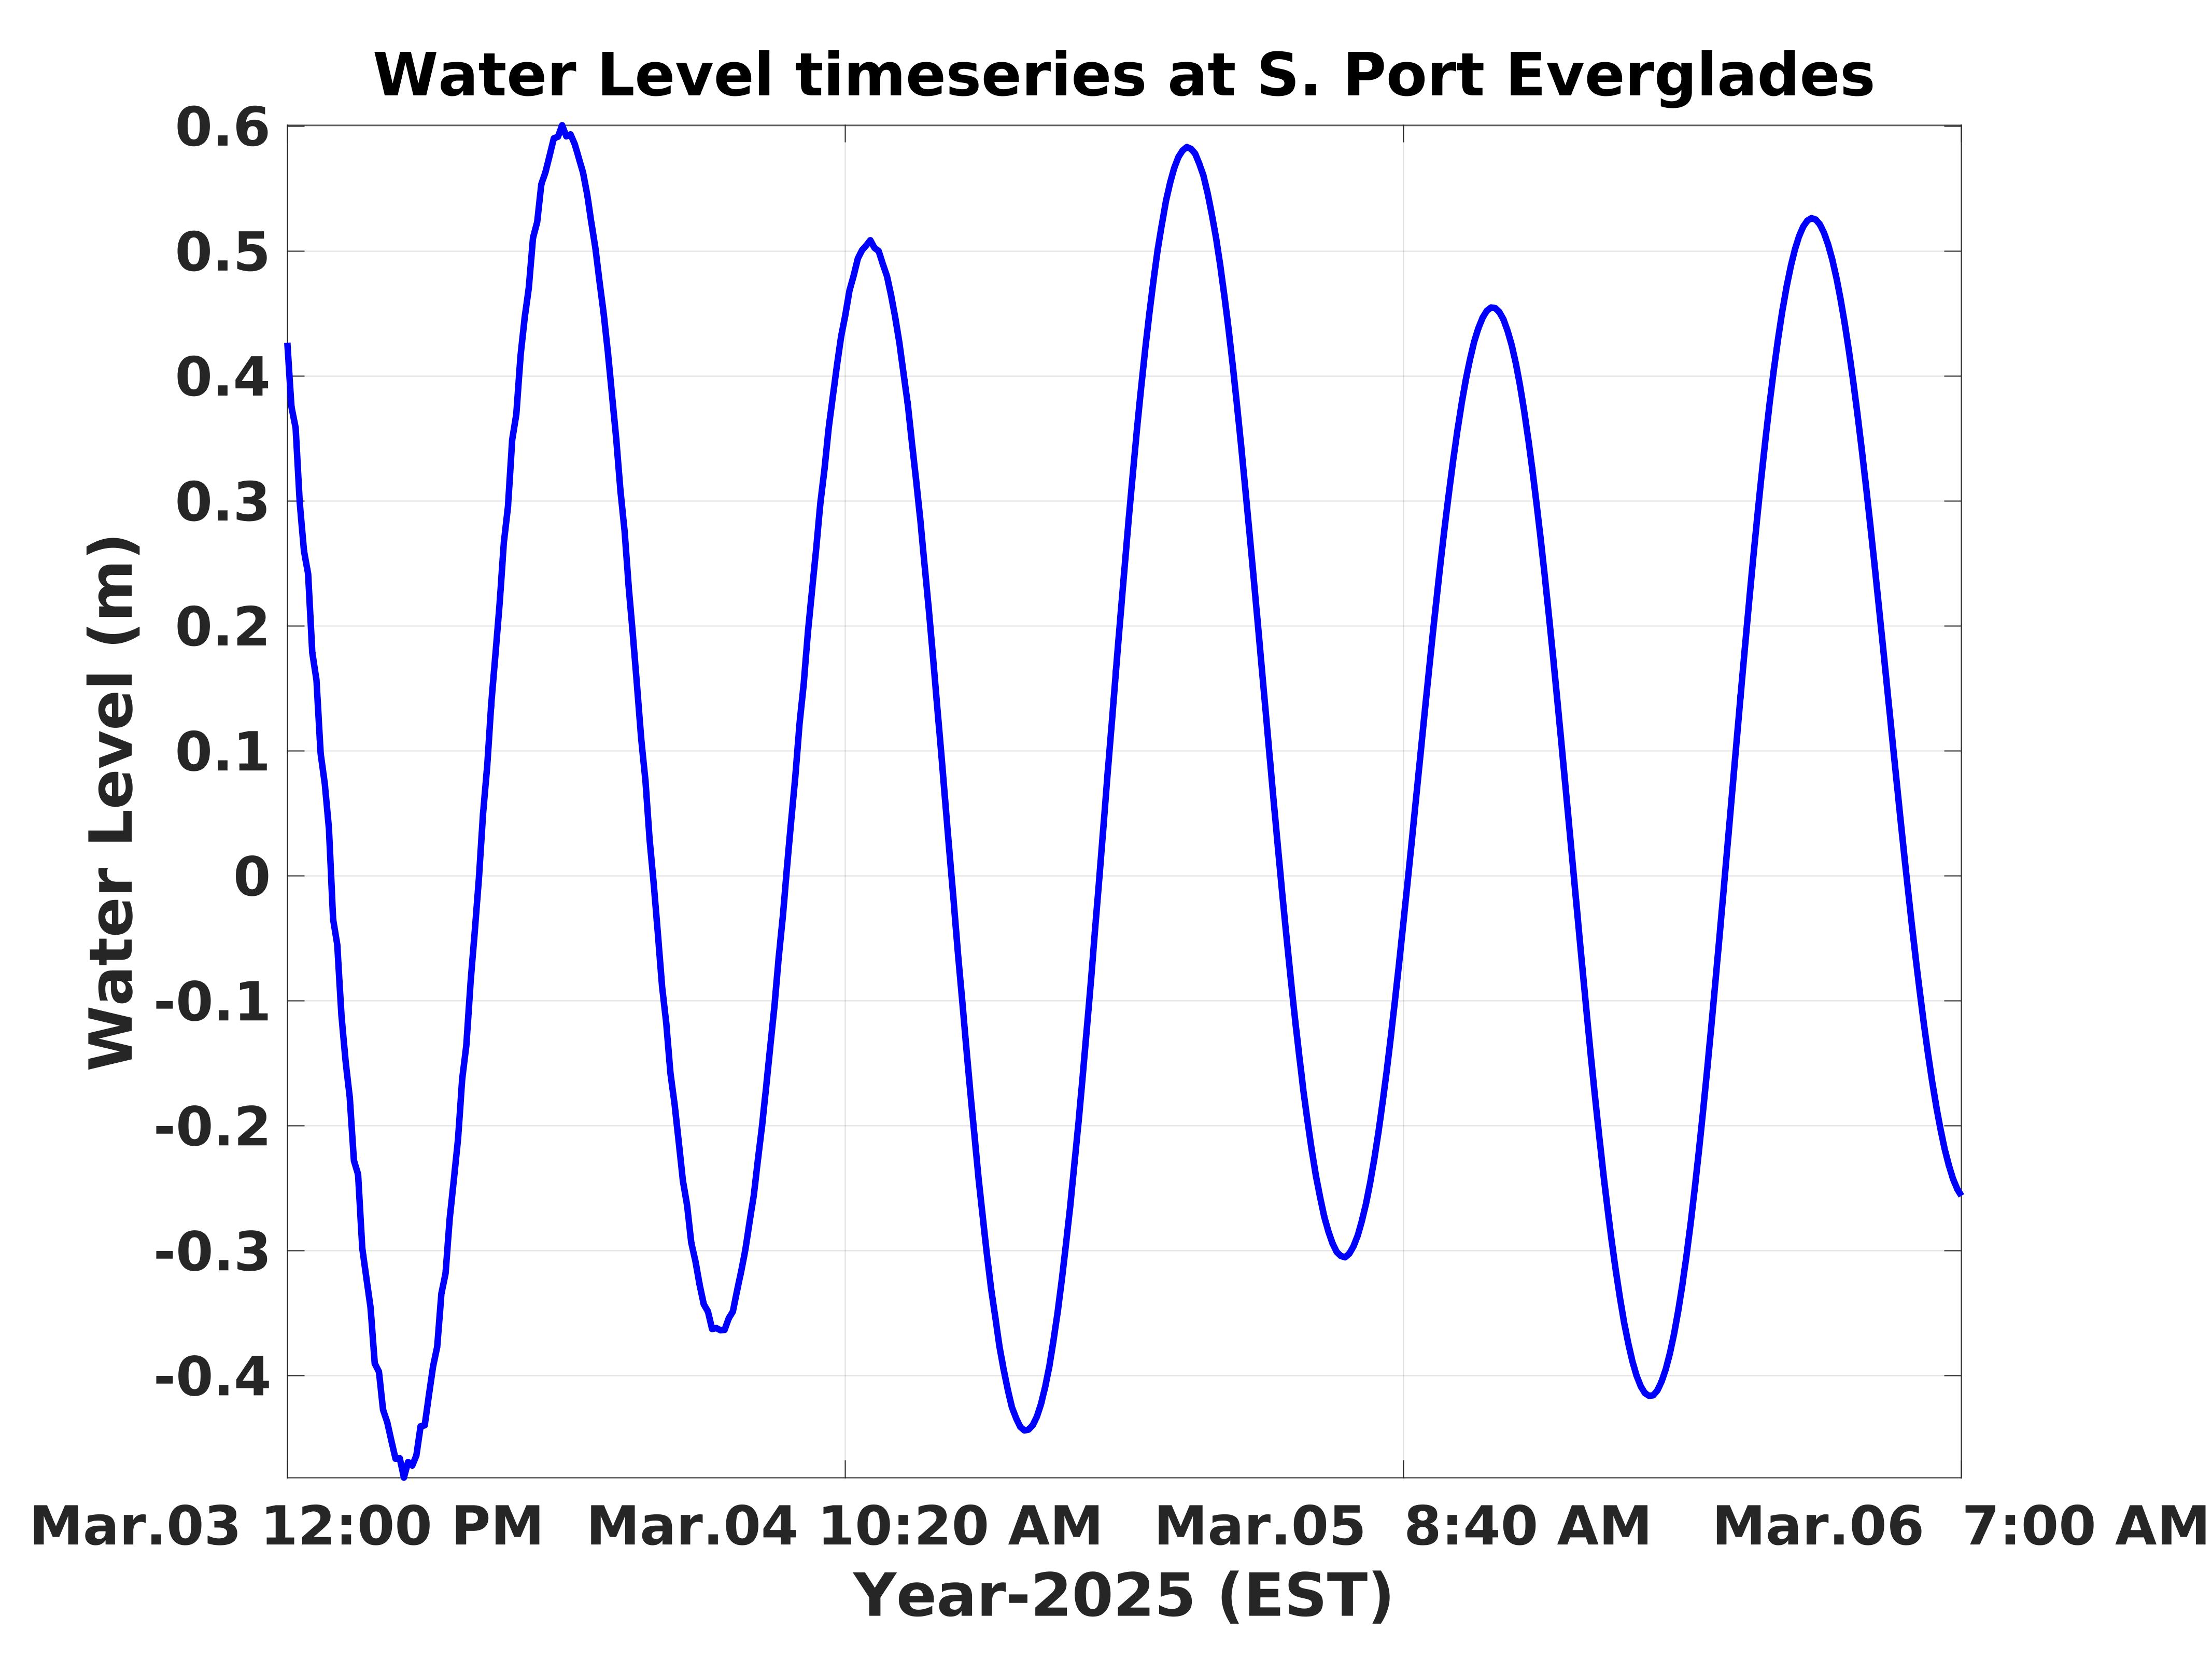 Water Level timeseries at S. Port Everglades
0.6
0.5
0.4
0.3
0.2
0.1
0
-0.1
-0.2
-0.3
-0.4
Water Level (m)
Mar.03 12:00 PM Mar.04 10:20 AM Mar.05 8:40 AM Mar.06 7:00 AM
Year-2025 (EST)